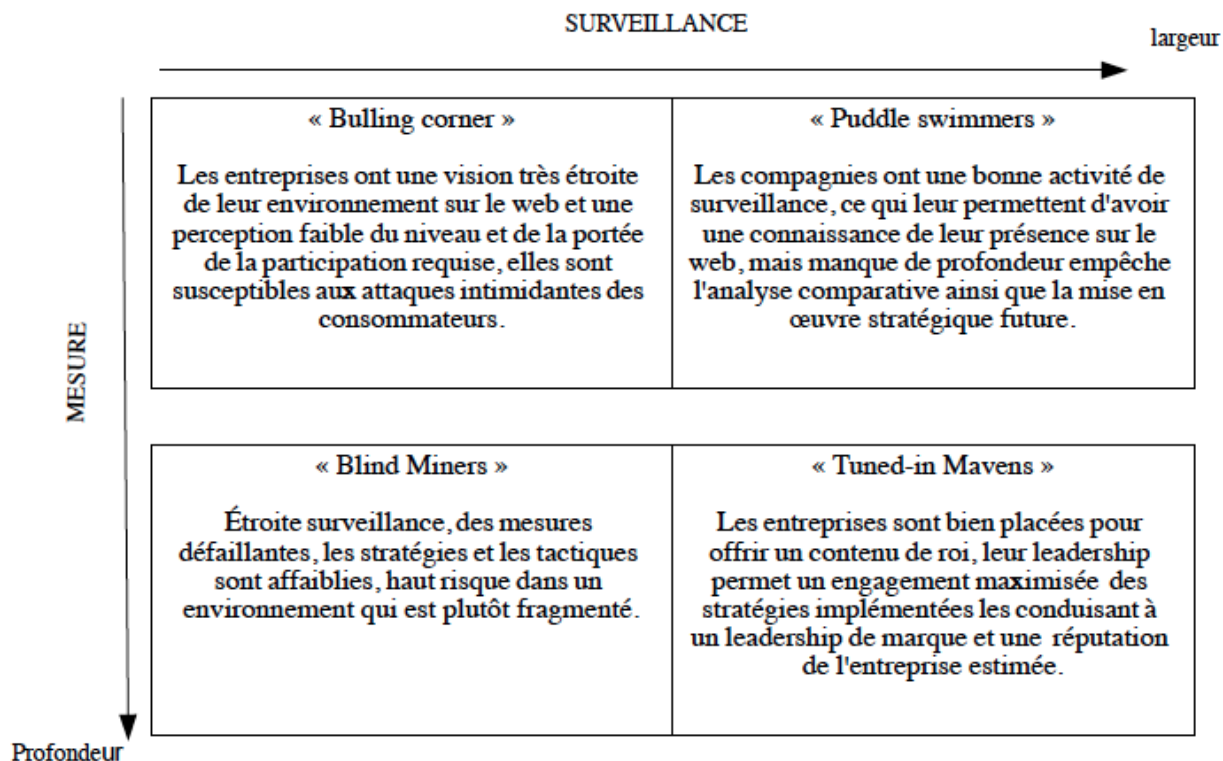 SURVEILLANCE
largeur
« Bulling corner »
Les entreprises ont une vision très étroite
de leur environnement sur le web et une
perception faible du niveau et de la portée
de la participation requise, elles sont
susceptibles aux attaques intimidantes des
consommateurs.
« Puddle swimmers »
Les compagnies ont une bonne activité de
surveillance, ce qui leur permettent d'avoir
une connaissance de leur présence sur le
web, mais manque de profondeur empêche
l'analyse comparative ainsi que la mise en
œuvre stratégique future.
MESURE
« Blind Miners »
Étroite surveillance, des mesures
défaillantes, les stratégies et les tactiques
sont affaiblies, haut risque dans un
environnement qui est plutôt fragmenté.
« Tuned-in Mavens »
Les entreprises sont bien placées pour
offrir un contenu de roi, leur leadership
permet un engagement maximisée des
stratégies implémentées les conduisant à
un leadership de marque et une réputation
de l'entreprise estimée.
Profondeur